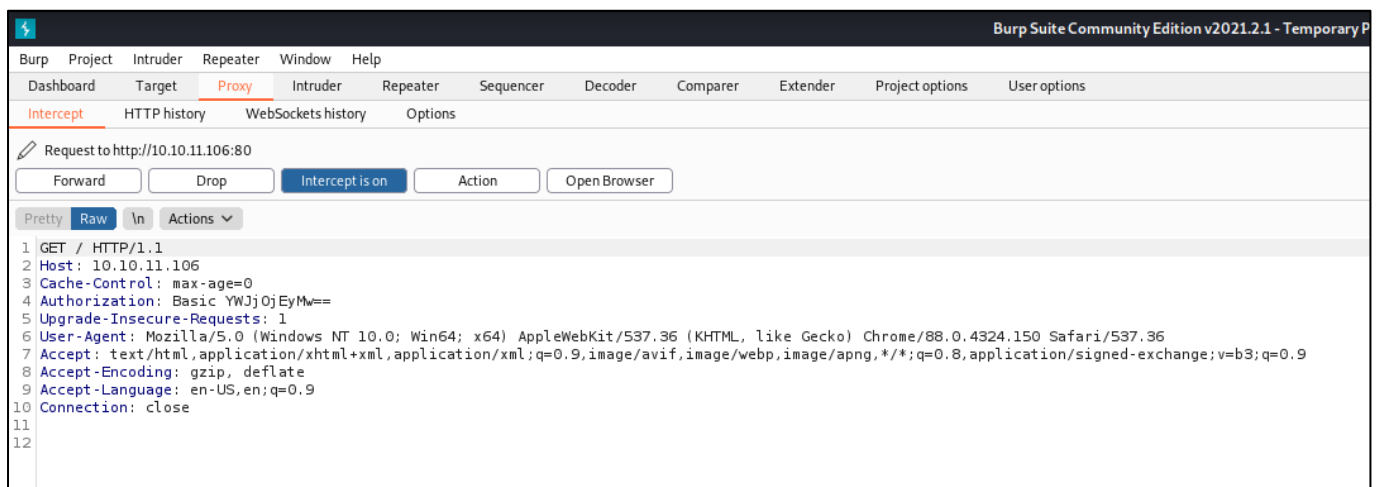 Burp Suite Community Edition v2021.2.1 - Temporary P
Burp Project Intruder Repeater Window Help
Dashboard Target Proxy Intruder Repeater Sequencer Decoder Comparer Extender Project options User options
Intercept HTTP history WebSockets history Options
Request to http://10.10.11.106:80
Forward Drop Intercept is on Action Open Browser
Pretty Raw \n Actions
1 GET / HTTP/1.1
2 Host: 10.10.11.106
3 Cache-Control: max-age=0
4 Authorization: Basic YWJjOjEyMw==
5 Upgrade-Insecure-Requests: 1
6 User-Agent: Mozilla/5.0 (Windows NT 10.0; Win64; x64) AppleWebKit/537.36 (KHTML, like Gecko) Chrome/88.0.4324.150 Safari/537.36
7 Accept: text/html,application/xhtml+xml,application/xml;q=0.9,image/avif,image/webp,image/apng,*/*;q=0.8,application/signed-exchange;v=b3;q=0.9
8 Accept-Encoding: gzip, deflate
9 Accept-Language: en-US,en;q=0.9
10 Connection: close
11
12